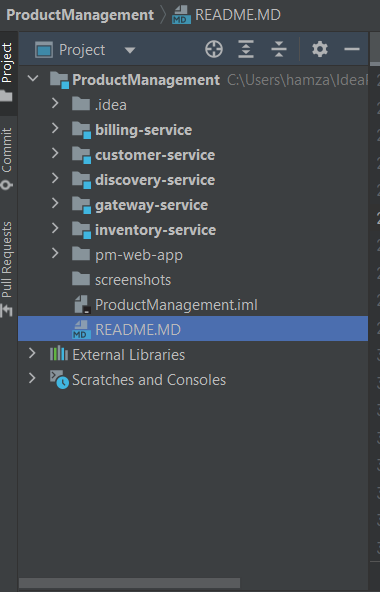 ProductManagement README.MD
Project
ProductManagement C:\Users\hamza\Idea
.idea
billing-service
customer-service
discovery-service
gateway-service
inventory-service
pm-web-app
screenshots
ProductManagement.iml
README.MD
External Libraries
Scratches and Consoles
Project
Commit
Pull Requests